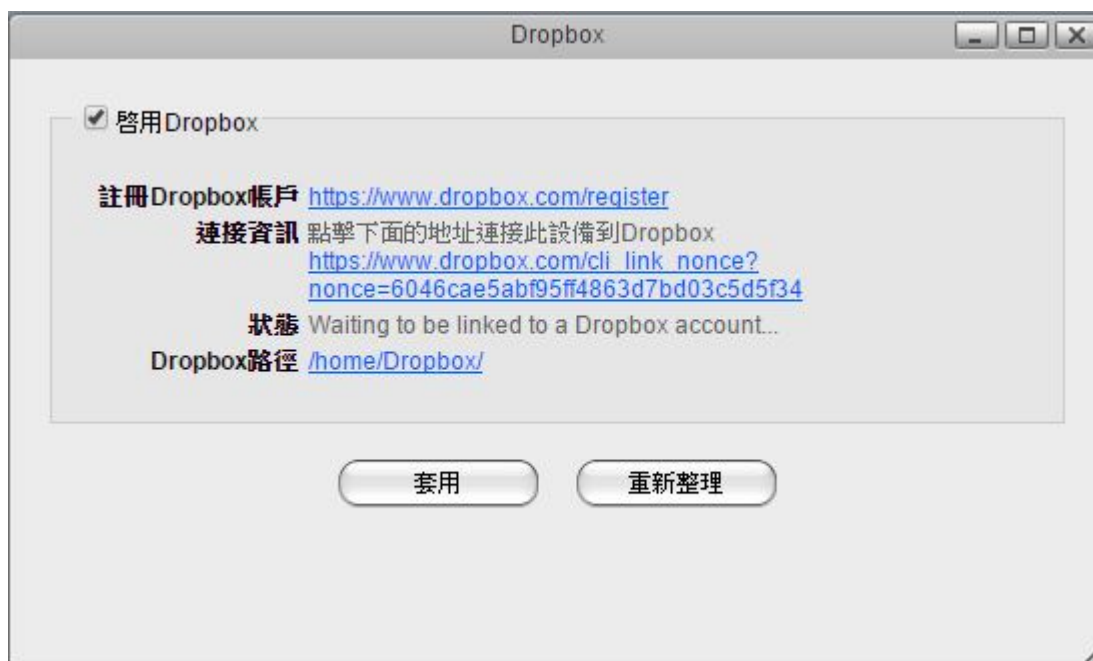 Dropbox
啓用Dropbox
註冊Dropbox帳戶 https://www.dropbox.com/register
連接資訊 點擊下面的地址連接此設備到Dropbox
https://www.dropbox.com/cli_link_nonce?
nonce=6046cae5abf95ff4863d7bd03c5d5f34
狀態 Waiting to be linked to a Dropbox account...
Dropbox路徑 /home/Dropbox/
套用 重新整理